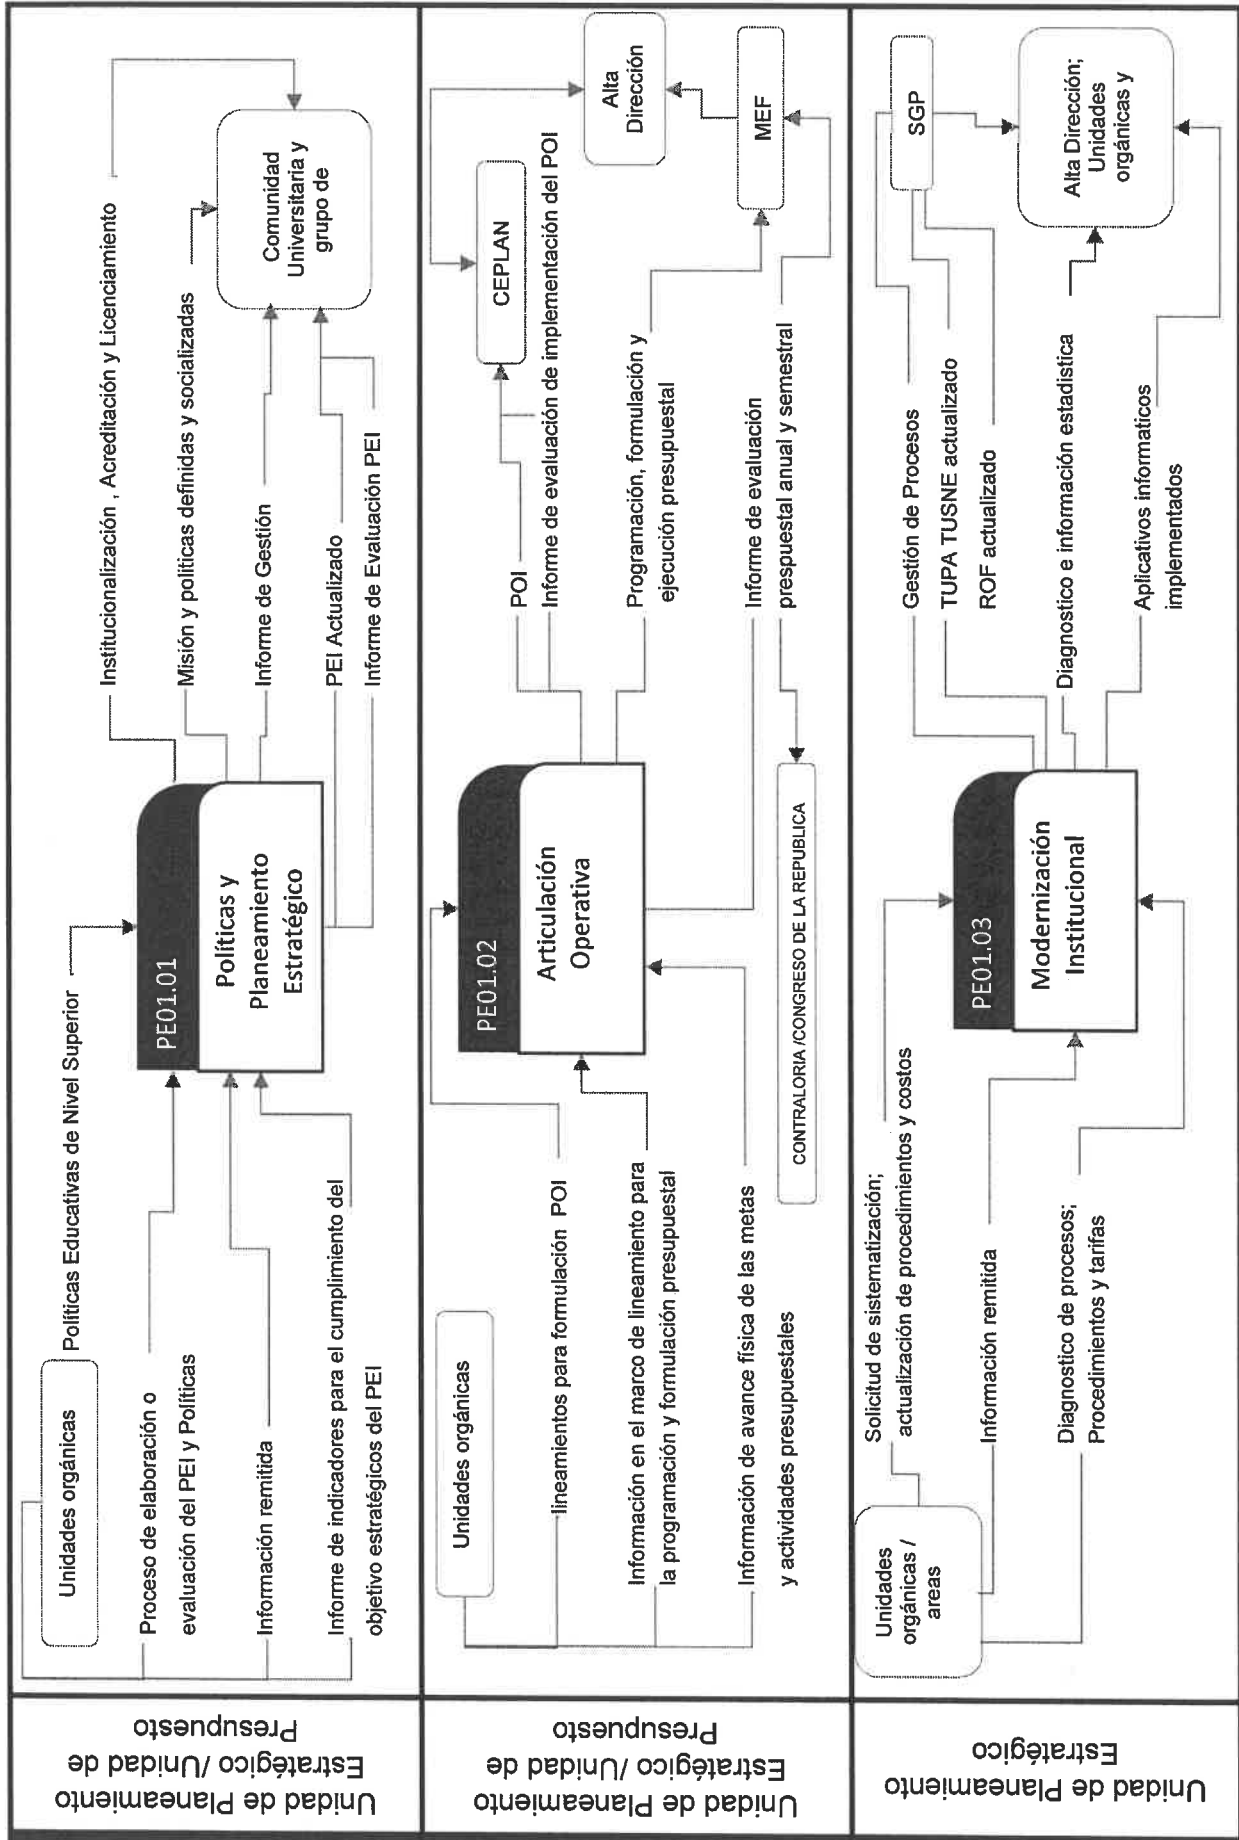 Unidad de Planeamiento
Estratégico /Unidad de
Presupuesto
Unidades orgánicas
Políticas Educativas de Nivel Superior
Proceso de elaboración o
evaluación del PEI y Políticas
Información remitida
Informe de indicadores para el cumplimiento del
objetivo estratégicos del PEI
PE01.01
Políticas y
Planeamiento
Estratégico
Institucionalización , Acreditación y Licenciamiento
Misión y políticas definidas y socializadas
Informe de Gestión
PEI Actualizado
Informe de Evaluación PEI
Comunidad
Universitaria y
grupo de
Unidad de Planeamiento
Estratégico /Unidad de
Presupuesto
Unidades orgánicas
lineamientos para formulación POI
Información en el marco de lineamiento para
la programación y formulación presupuestal
Información de avance física de las metas
y actividades presupuestales
PE01.02
Articulación
Operativa
CONTRALORIA /CONGRESO DE LA REPUBLICA
POI
Informe de evaluación de implementación del POI
Programación, formulación y
ejecución presupuestal
Informe de evaluación
prespuestal anual y semestral
CEPLAN
Alta
Dirección
MEF
Unidad de Planeamiento
Estratégico
Unidades
orgánicas /
areas
Solicitud de sistematización;
actualización de procedimientos y costos
Información remitida
Diagnostico de procesos;
Procedimientos y tarifas
PE01.03
Modernización
Institucional
Gestión de Procesos
TUPA TUSNE actualizado
ROF actualizado
Diagnostico e información estadistica
Aplicativos informaticos
implementados
SGP
Alta Dirección;
Unidades
orgánicas y